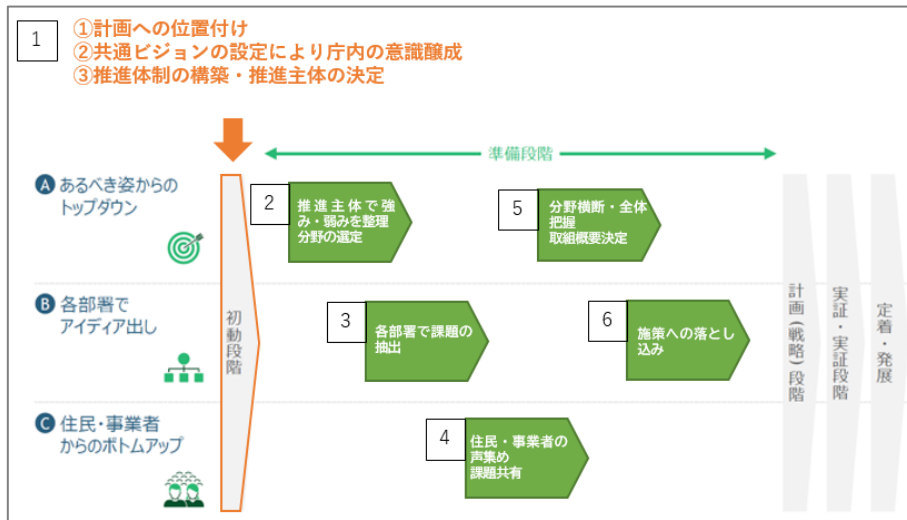 1
①計画への位置付け
②共通ビジョンの設定により庁内の意識醸成
③推進体制の構築・推進主体の決定
準備段階
A あるべき姿からの
トップダウン
2
推進主体で強
み・弱みを整理
分野の選定
5
分野横断・全体
把握
取組概要決定
B 各部署で
アイディア出し
初動段階
3
各部署で課題の
抽出
6
施策への落とし
込み
C 住民・事業者
からのボトムアップ
4
住民・事業者の
声集め
課題共有
計画(戦略)段階
実証・実証段階
定着・発展